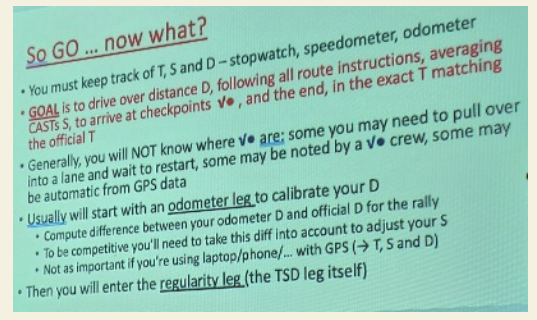 So GO ... now what?
• You must keep track of T, S and D – stopwatch, speedometer, odometer
• GOAL is to drive over distance D, following all route instructions, averaging
CASTs S, to arrive at checkpoints √●, and the end, in the exact T matching
the official T
• Generally, you will NOT know where √● are; some you may need to pull over
into a lane and wait to restart, some may be noted by a √● crew, some may
be automatic from GPS data
• Usually will start with an odometer leg to calibrate your D
• Compute difference between your odometer D and official D for the rally
• To be competitive you'll need to take this diff into account to adjust your S
• Not as important if you're using laptop/phone/... with GPS (→ T, S and D)
• Then you will enter the regularity leg (the TSD leg itself)